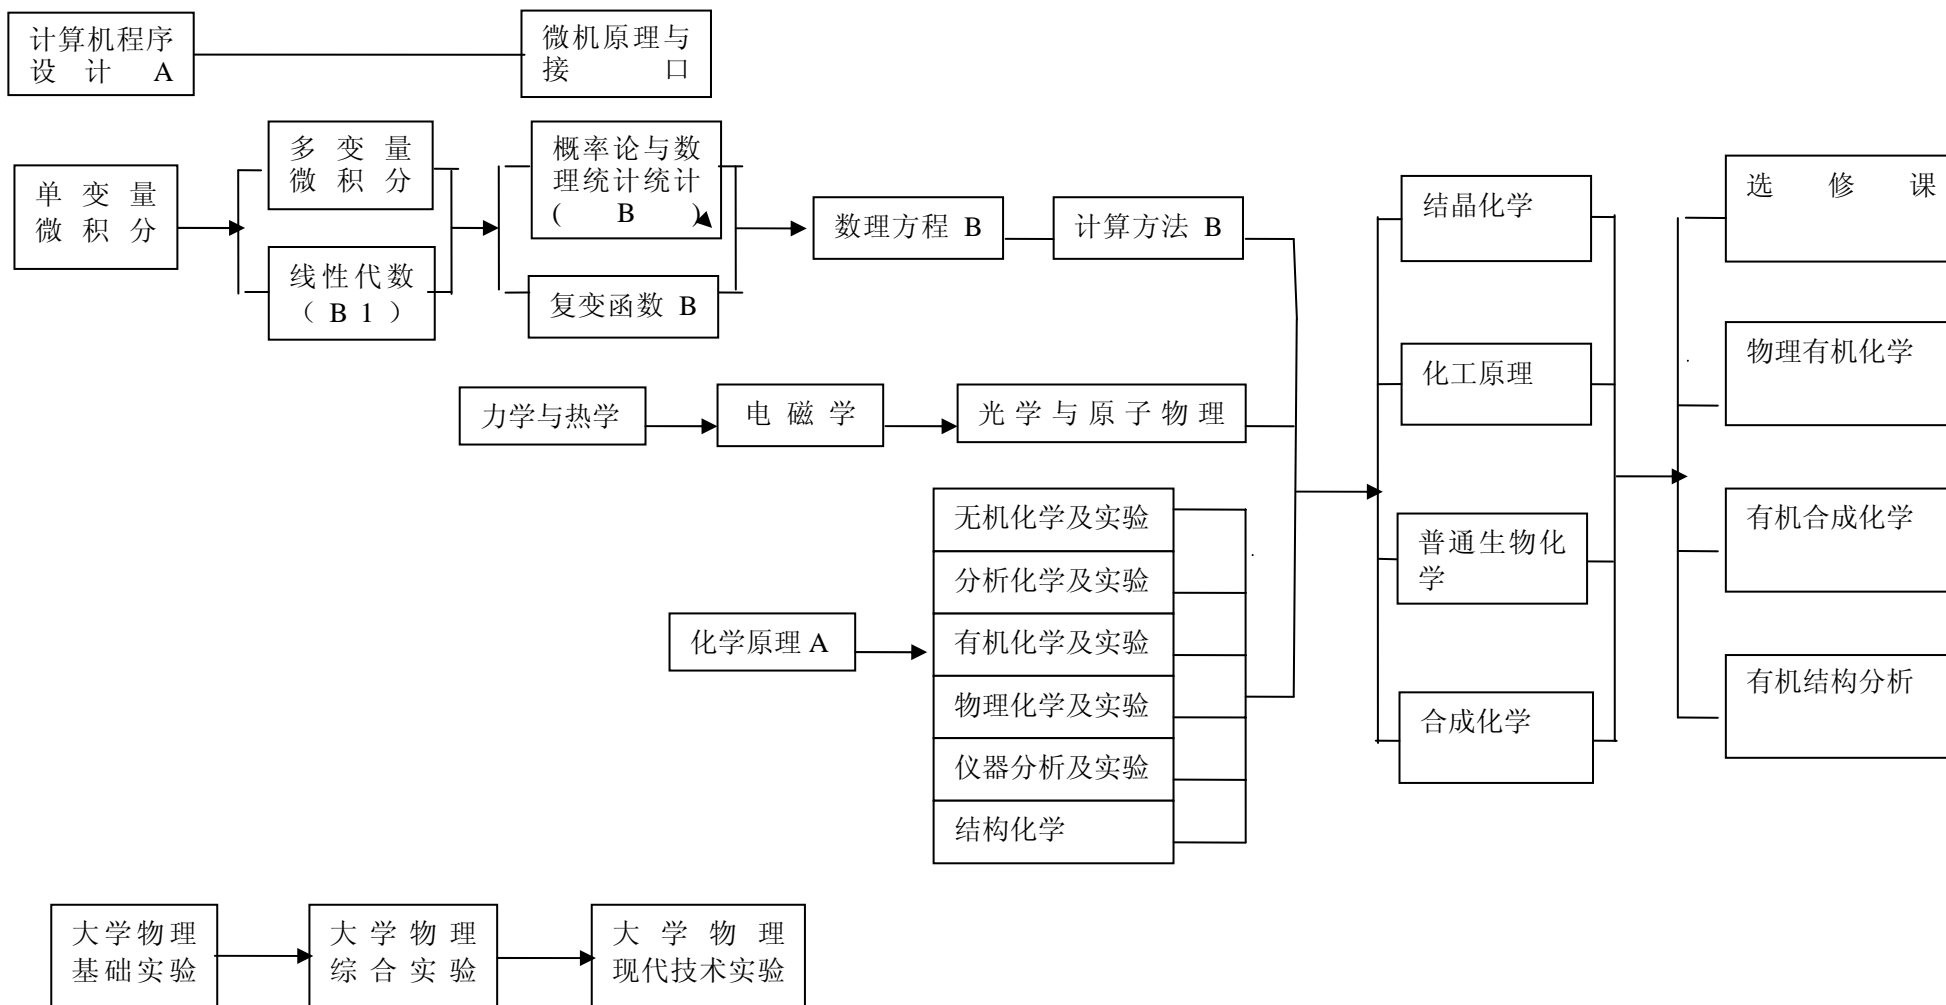 计算机程序
设计 A
微机原理与
接口
单变量
微积分
多变量
微积分
线性代数
（B1）
概率论与数
理统计统计
( B )
复变函数 B
数理方程 B
计算方法 B
力学与热学
电磁学
光学与原子物理
化学原理 A
无机化学及实验
分析化学及实验
有机化学及实验
物理化学及实验
仪器分析及实验
结构化学
结晶化学
化工原理
普通生物化
学
合成化学
选修课
物理有机化学
有机合成化学
有机结构分析
大学物理
基础实验
大学物理
综合实验
大学物理
现代技术实验